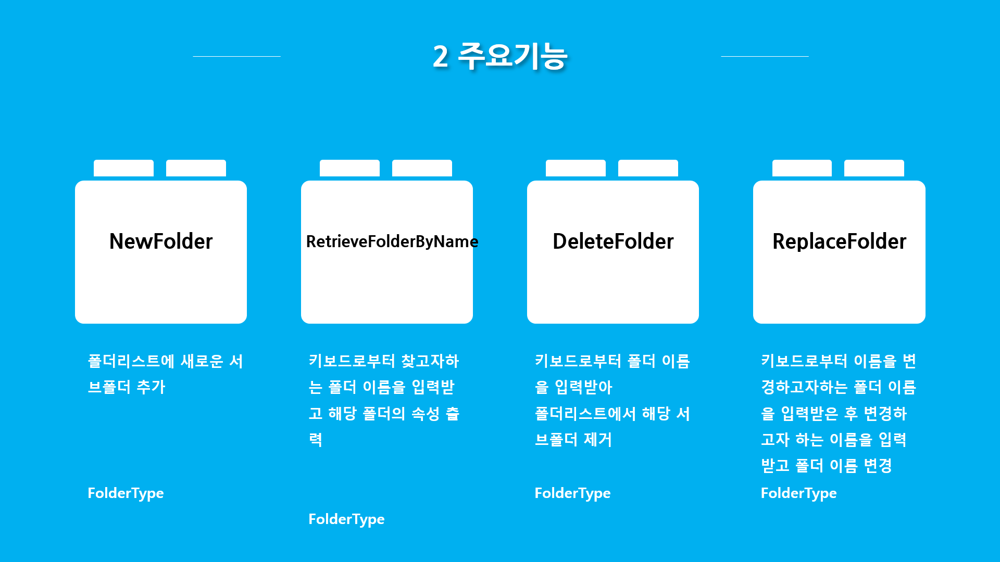 2 주요기능
NewFolder
폴더리스트에 새로운 서
브폴더 추가
FolderType
RetrieveFolderByName
키보드로부터 찾고자하
는 폴더 이름을 입력받
고 해당 폴더의 속성 출
력
FolderType
DeleteFolder
키보드로부터 폴더 이름
을 입력받아
폴더리스트에서 해당 서
브폴더 제거
FolderType
ReplaceFolder
키보드로부터 이름을 변
경하고자하는 폴더 이름
을 입력받은 후 변경하
고자 하는 이름을 입력
받고 폴더 이름 변경
FolderType